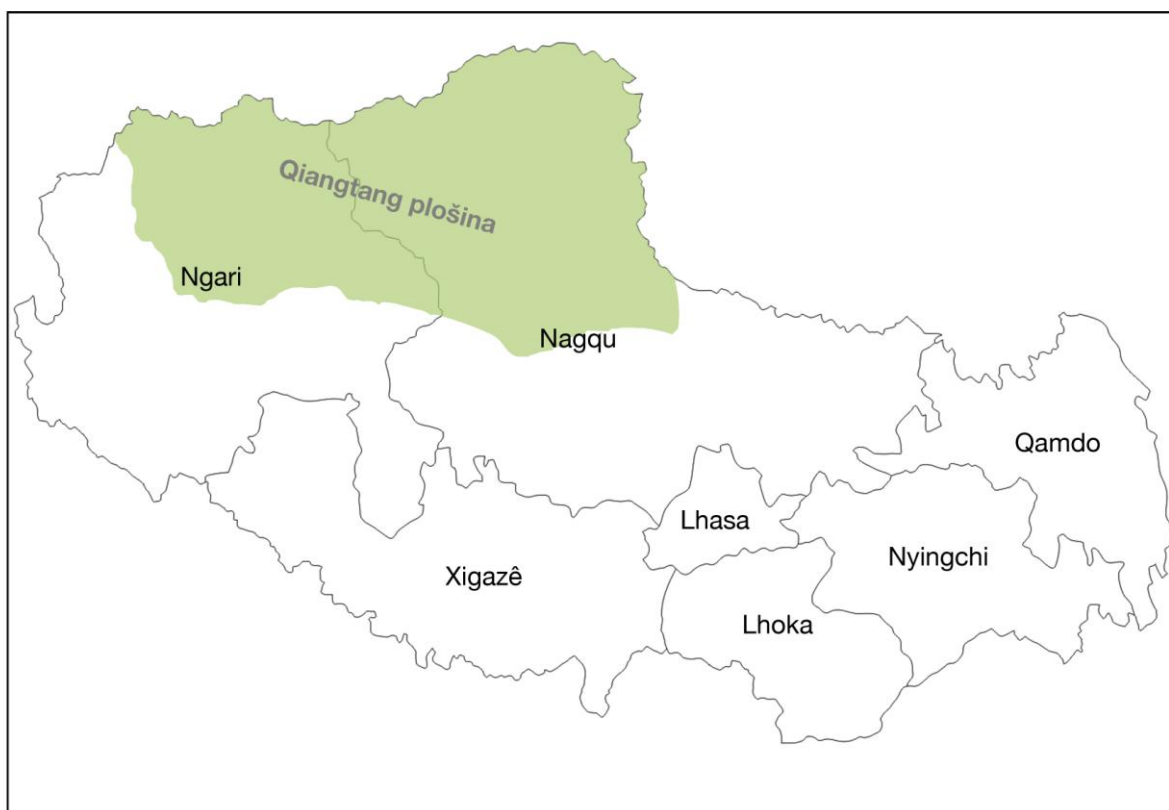 Qiangtang plošina
Ngari
Nagqu
Qamdo
Lhasa
Nyingchi
Xigazê
Lhoka